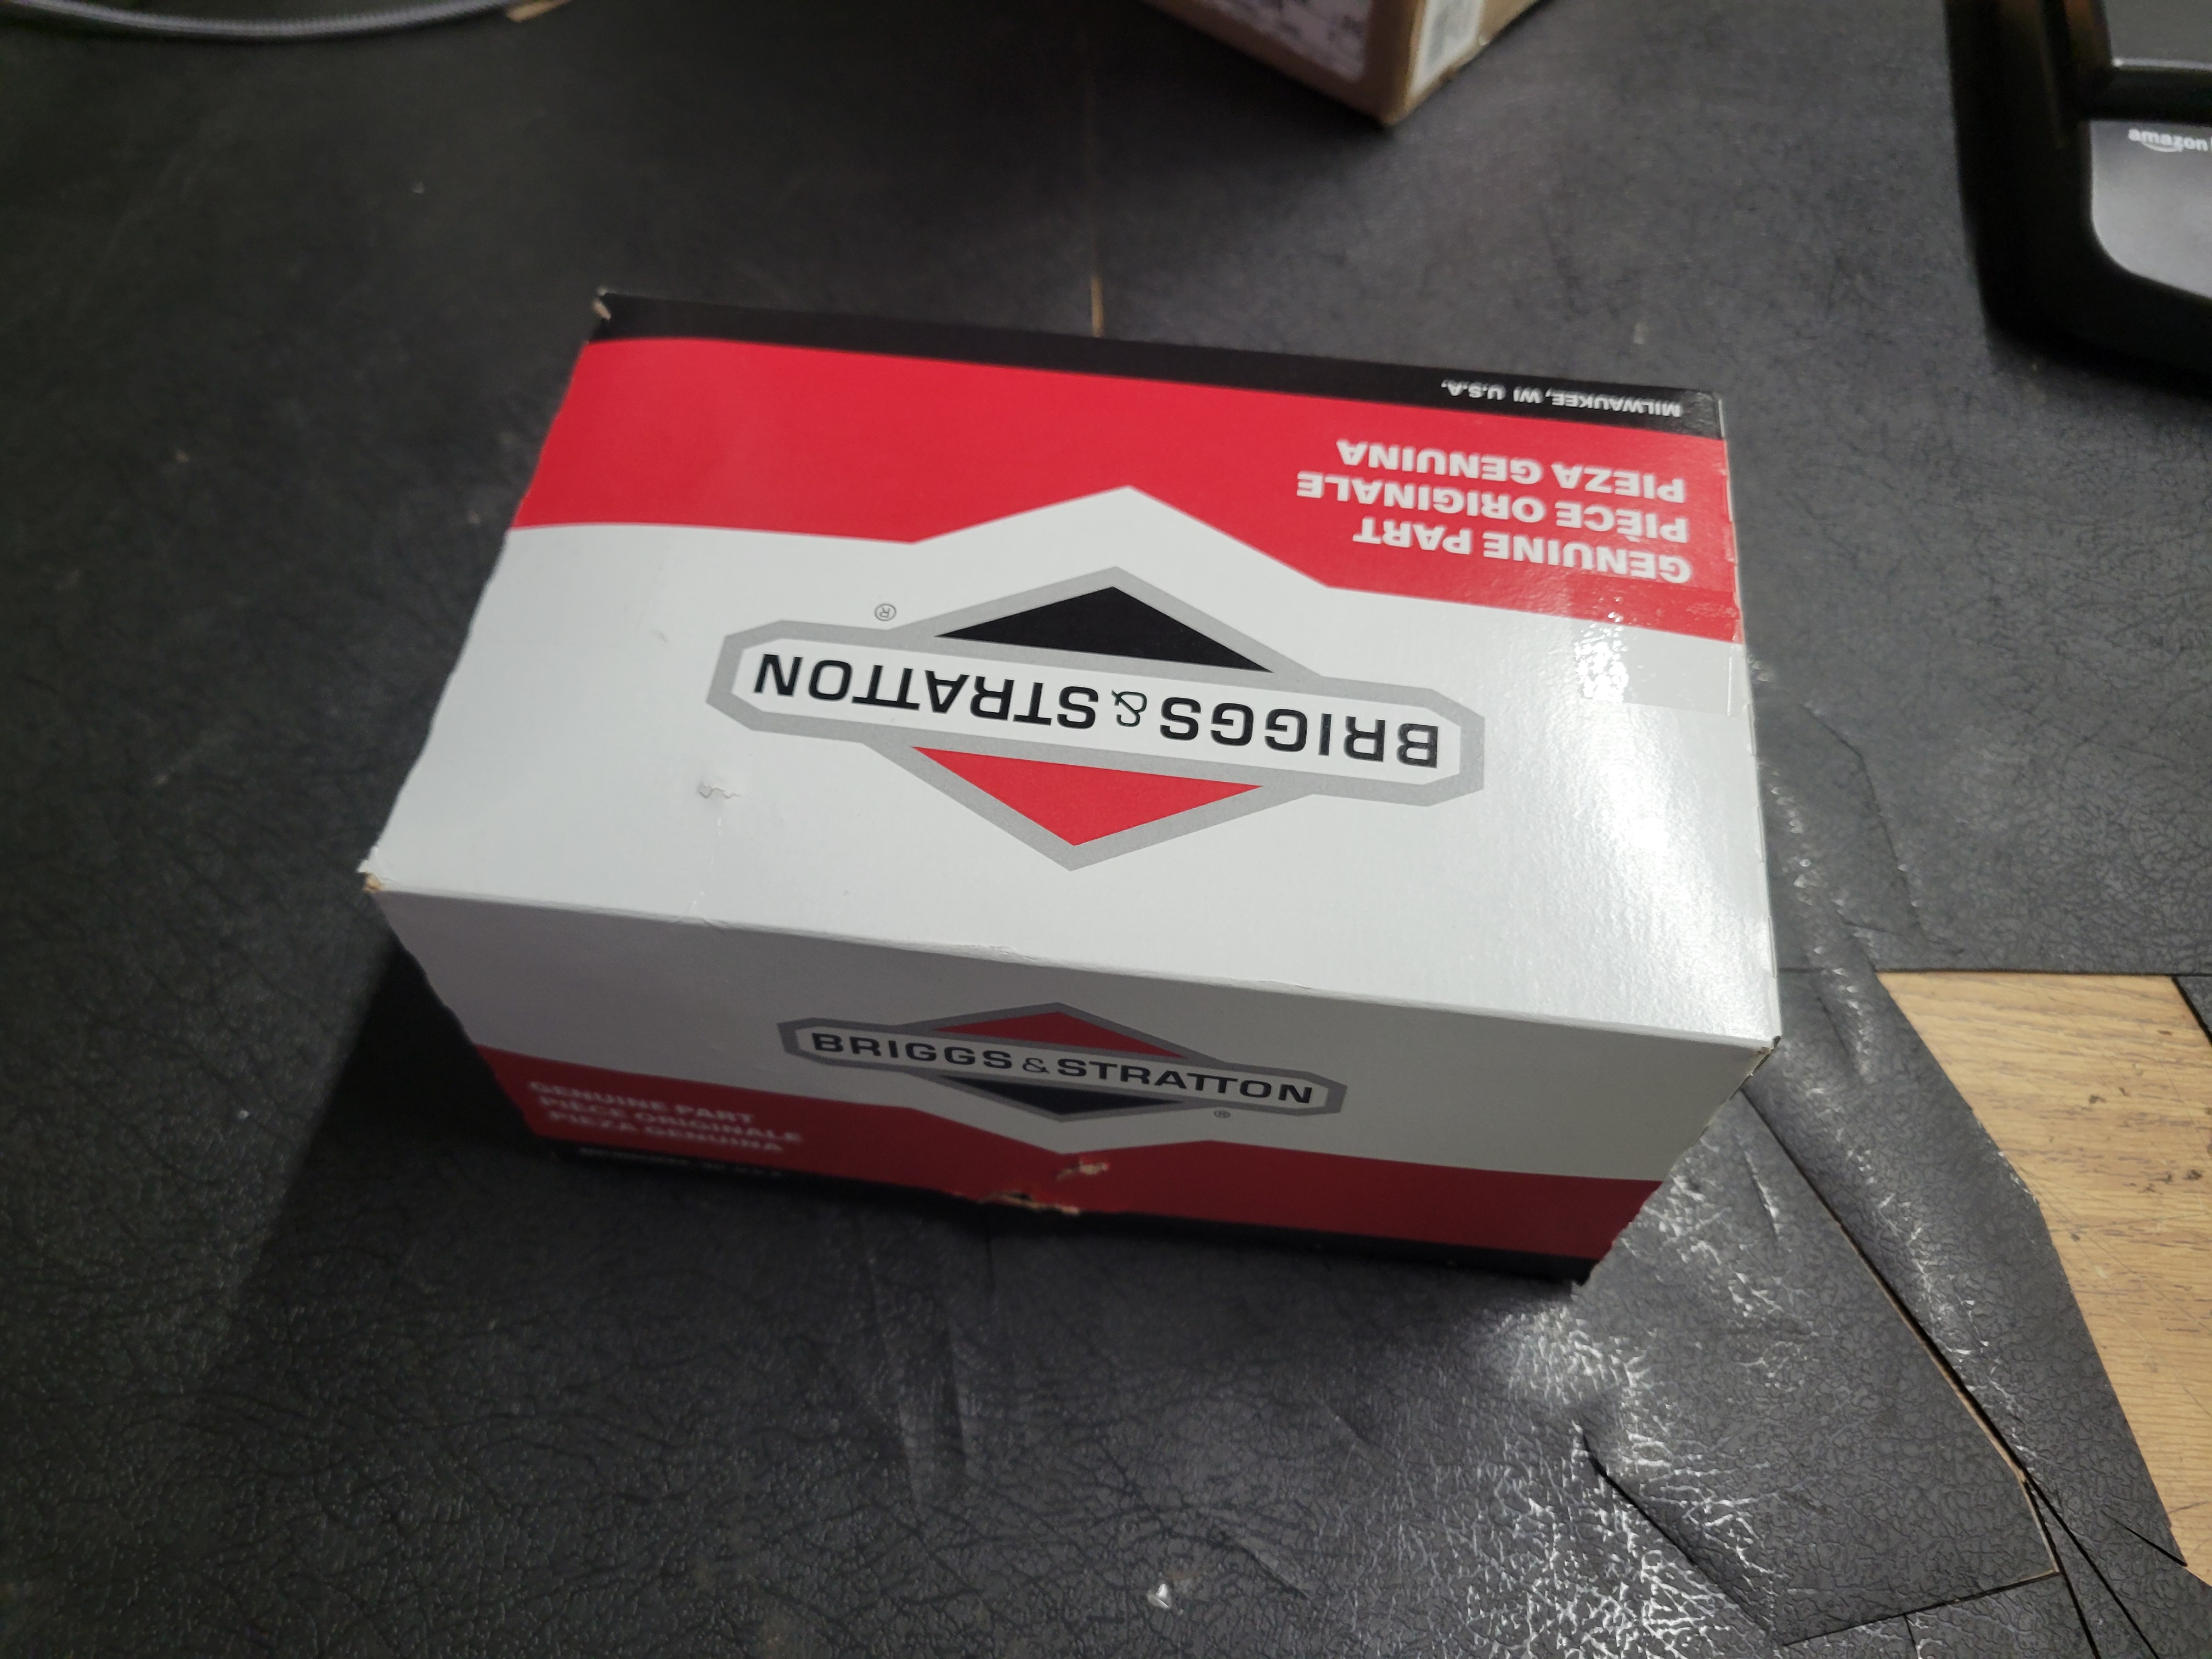 amazon
MILWAUKEE, WI U.S.A.
GENUINE PART
PIÈCE ORIGINALE
PIEZA GENUINA
BRIGGS & STRATTON
®
BRIGGS & STRATTON
®
GENUINE PART
PIÈCE ORIGINALE
PIEZA GENUINA